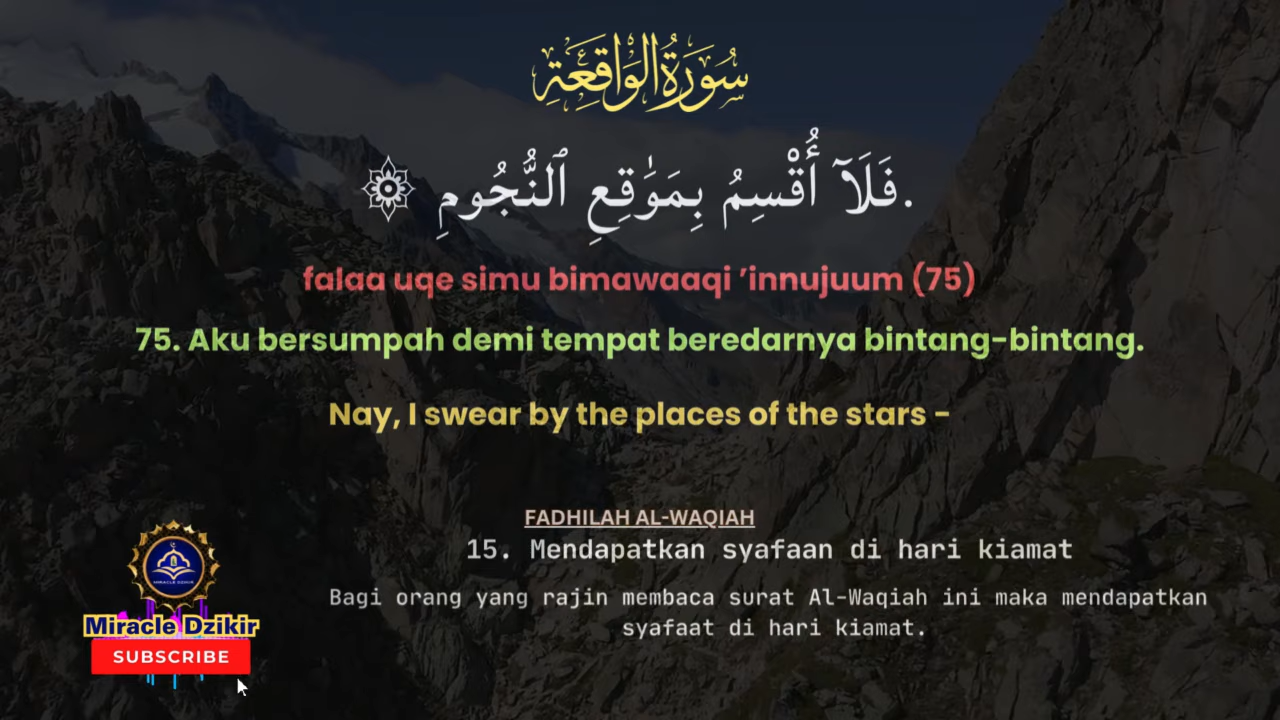 سُورَةُ الوَاقِعَةِ
فَلَآ أُقْسِمُ بِمَوَٰقِعِ ٱلنُّجُومِ.
falaa uqe simu bimawaaqi ’innujuum (75)
75. Aku bersumpah demi tempat beredarnya bintang-bintang.
Nay, I swear by the places of the stars -
FADHILAH AL-WAQIAH
15. Mendapatkan syafaan di hari kiamat
Bagi orang yang rajin membaca surat Al-Waqiah ini maka mendapatkan
syafaat di hari kiamat.
MIRACLE DZIKIR
Miracle Dzikir
SUBSCRIBE